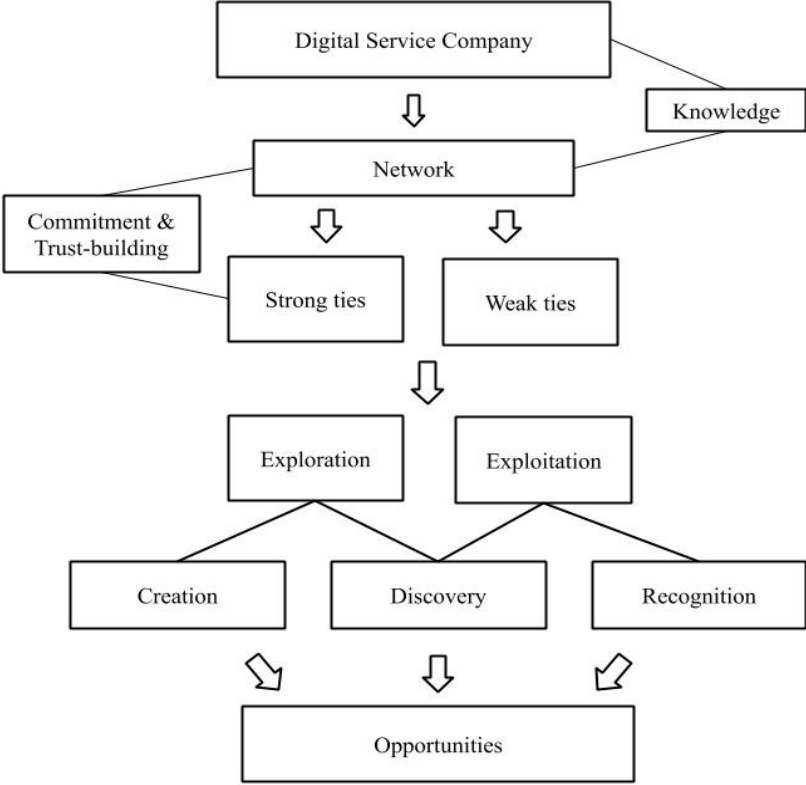 Digital Service Company
Knowledge
Network
Commitment &
Trust-building
Strong ties
Weak ties
Exploration
Exploitation
Creation
Discovery
Recognition
Opportunities